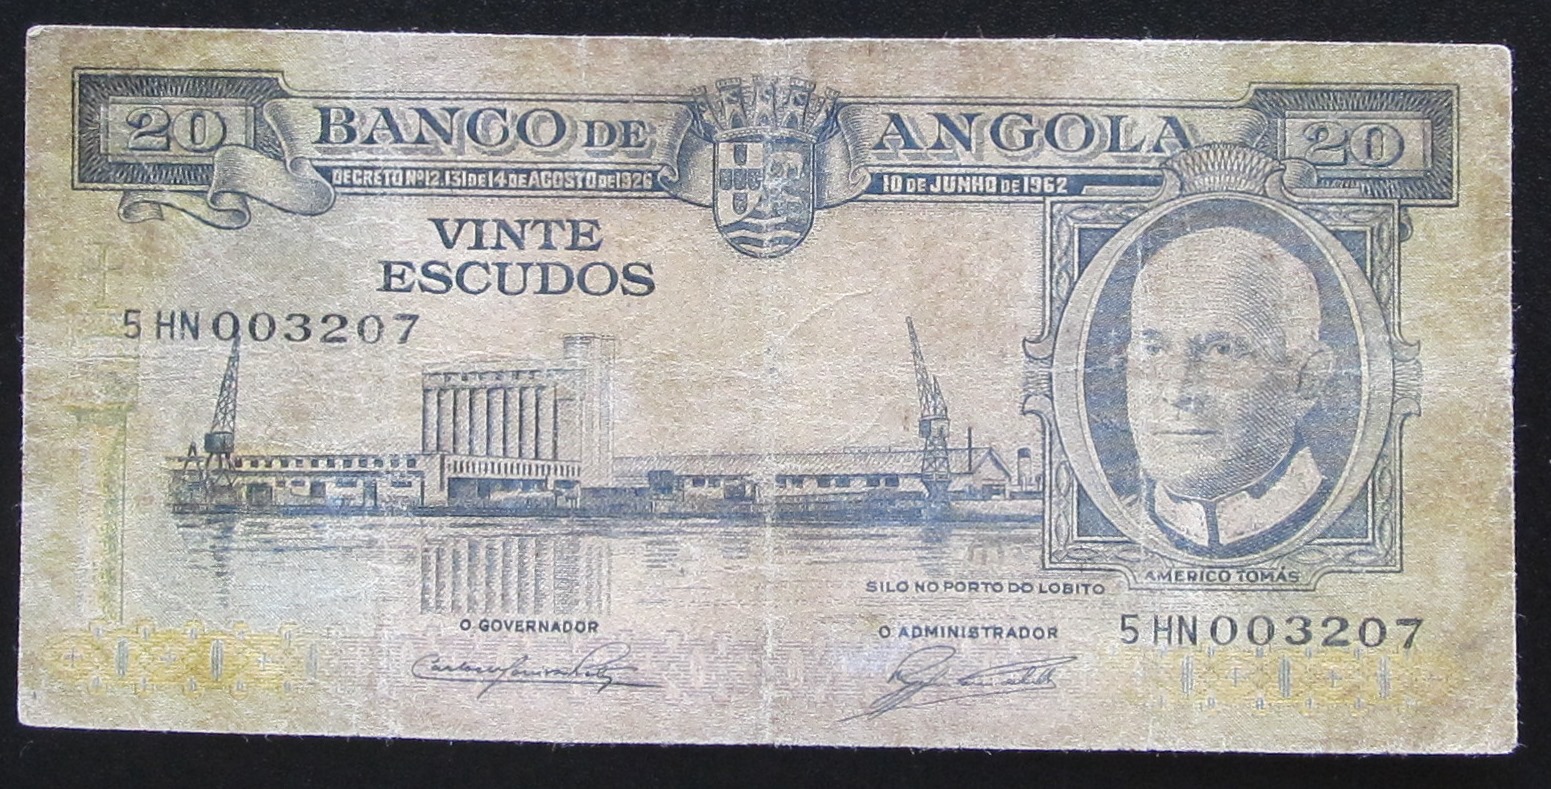 20 BANCO DE ANGOLA 20
DECRETO Nº 12.131 DE 14 DE AGOSTO DE 1926 10 DE JUNHO DE 1962
VINTE
ESCUDOS
5 HN 003207
SILO NO PORTO DO LOBITO
AMERICO TOMÁS
O GOVERNADOR
O ADMINISTRADOR
5 HN 003207